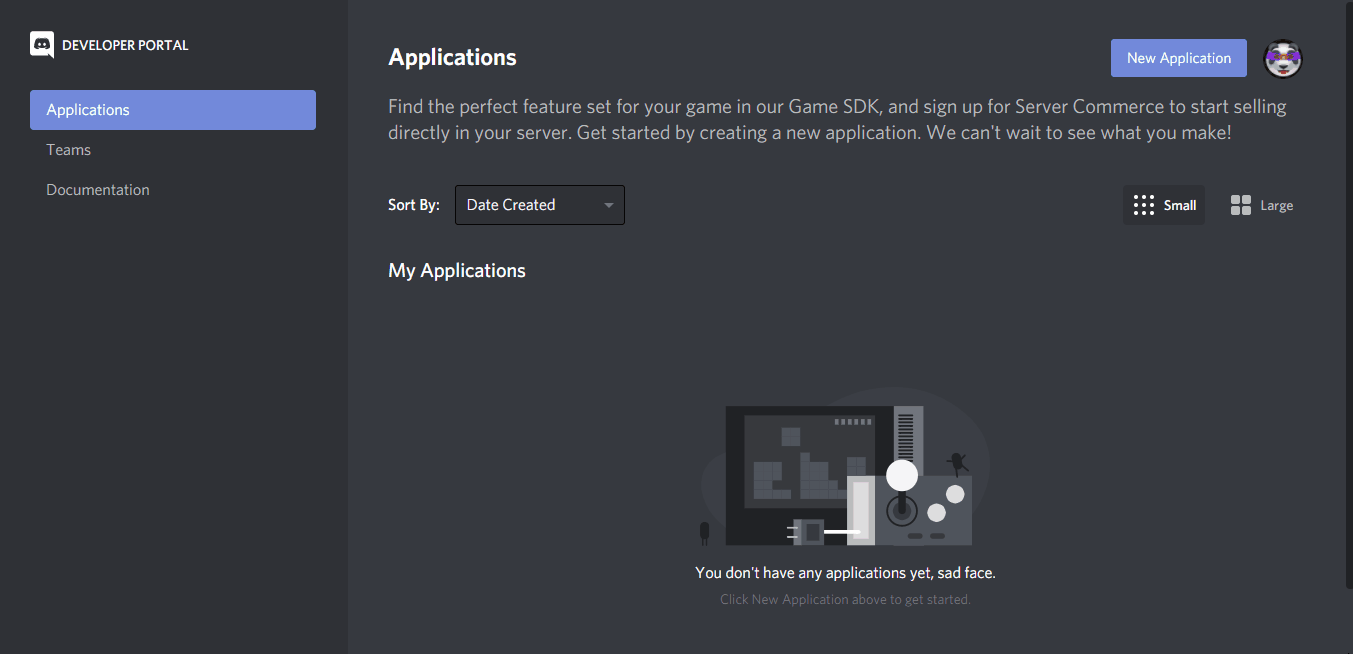 DEVELOPER PORTAL
Applications
Teams
Documentation
Applications
New Application
Find the perfect feature set for your game in our Game SDK, and sign up for Server Commerce to start selling
directly in your server. Get started by creating a new application. We can't wait to see what you make!
Sort By:
Date Created
Small
Large
My Applications
You don't have any applications yet, sad face.
Click New Application above to get started.